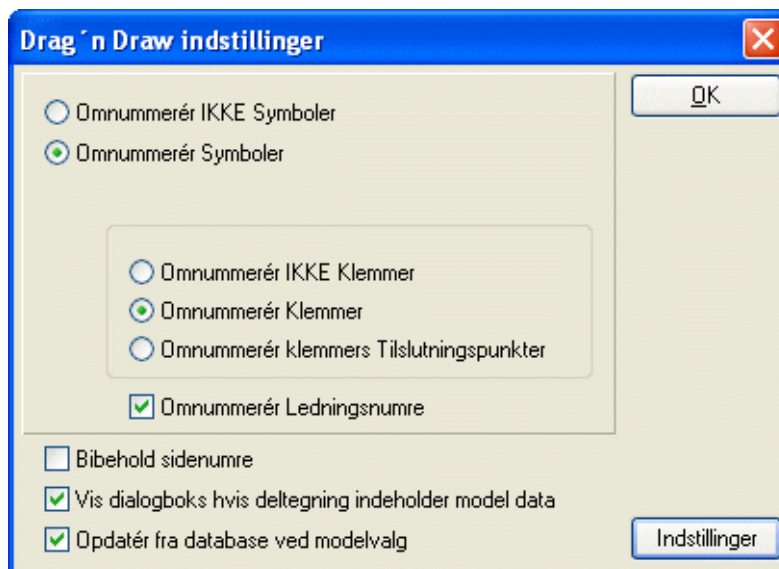 Drag´n Draw indstillinger
OK
Omnummerér IKKE Symboler
Omnummerér Symboler
Omnummerér IKKE Klemmer
Omnummerér Klemmer
Omnummerér klemmers Tilslutningspunkter
Omnummerér Ledningsnumre
Bibehold sidenumre
Vis dialogboks hvis deltegning indeholder model data
Opdatér fra database ved modelvalg
Indstillinger